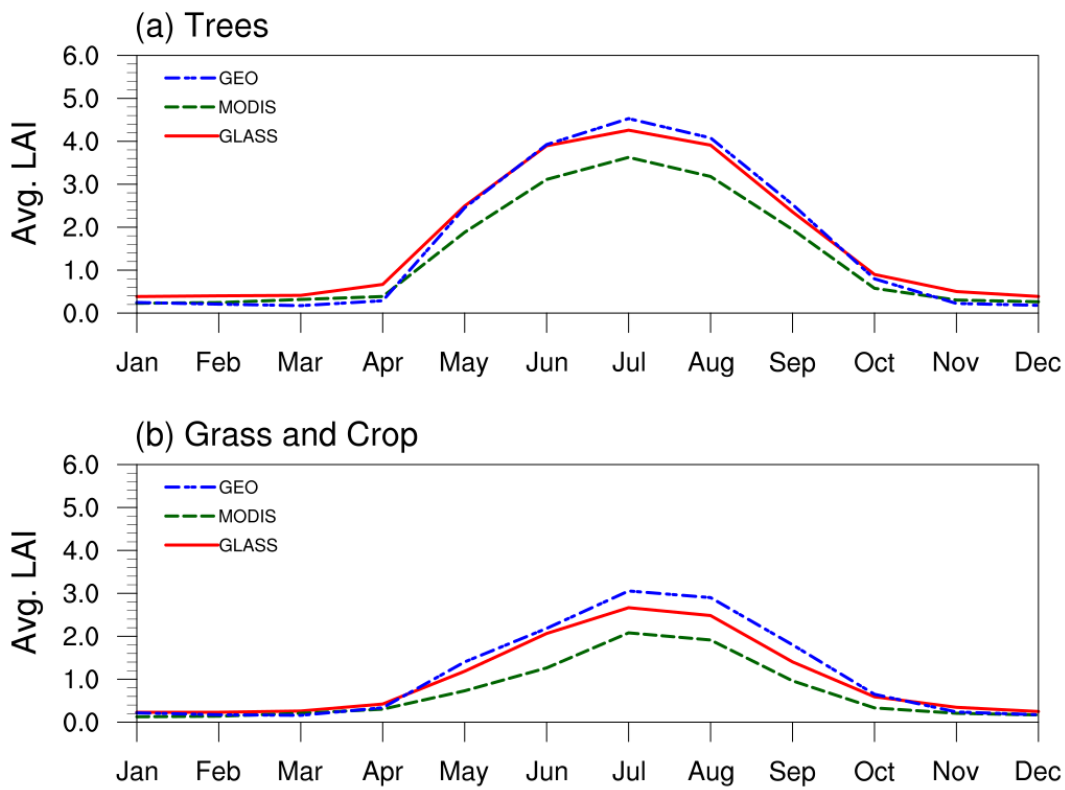 (a) Trees
6.0
5.0
4.0
3.0
2.0
1.0
0.0
Avg. LAI
GEO
MODIS
GLASS
Jan Feb Mar Apr May Jun Jul Aug Sep Oct Nov Dec
(b) Grass and Crop
6.0
5.0
4.0
3.0
2.0
1.0
0.0
Avg. LAI
GEO
MODIS
GLASS
Jan Feb Mar Apr May Jun Jul Aug Sep Oct Nov Dec